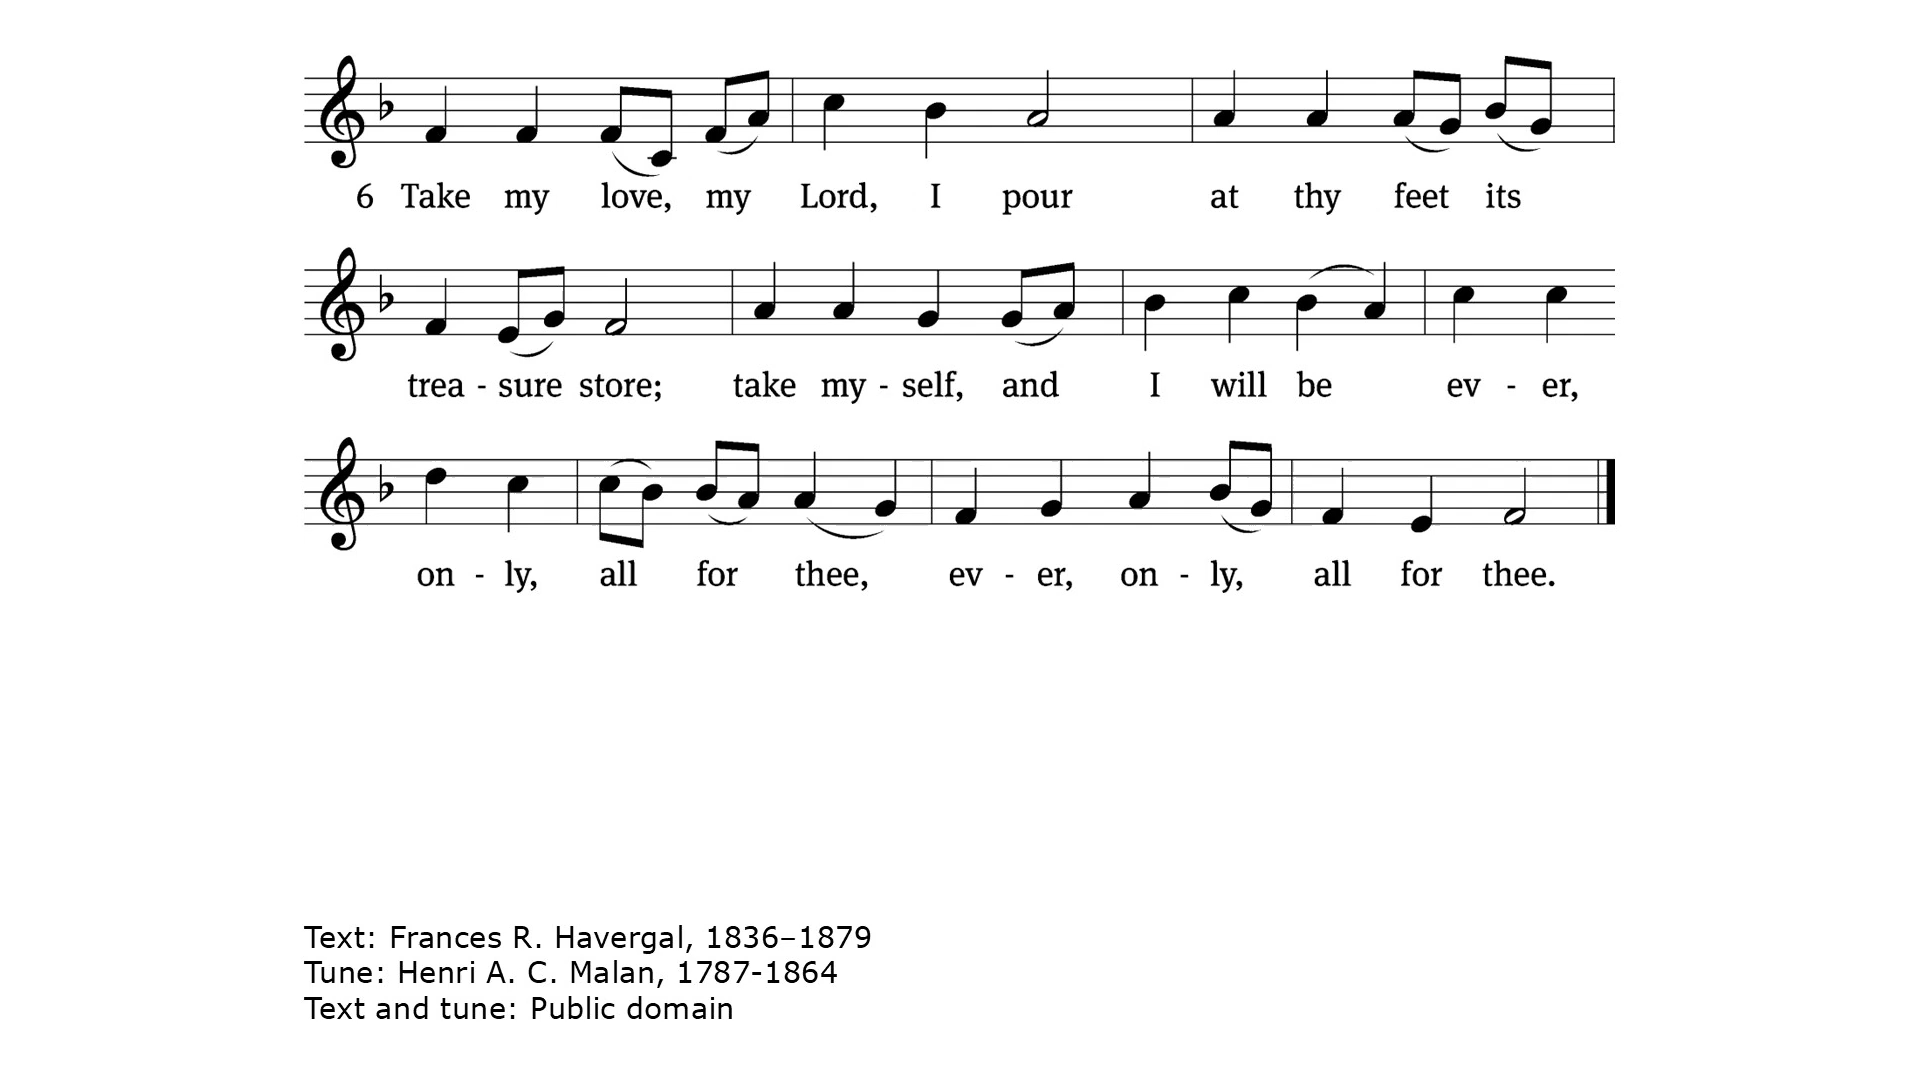 6 Take my love, my Lord, I pour at thy feet its
trea - sure store; take my - self, and I will be ev - er,
on - ly, all for thee, ev - er, on - ly, all for thee.
Text: Frances R. Havergal, 1836–1879
Tune: Henri A. C. Malan, 1787-1864
Text and tune: Public domain